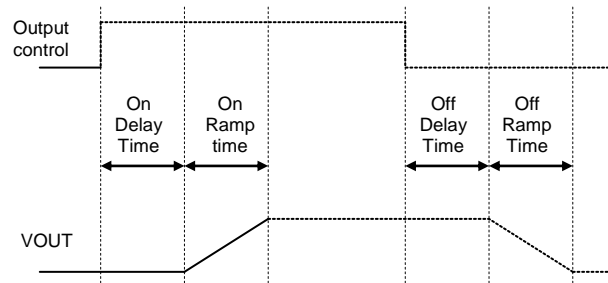 Output
control
On
Delay
Time
On
Ramp
time
Off
Delay
Time
Off
Ramp
Time
VOUT